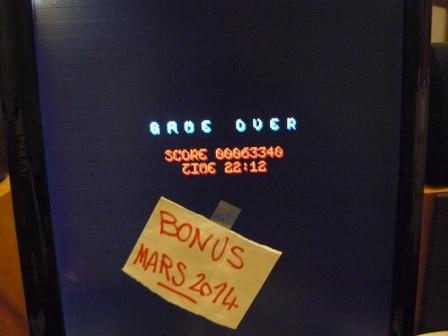 GAME OVER
SCORE 00063340
TIME 22:12
BONUS
MARS 2014